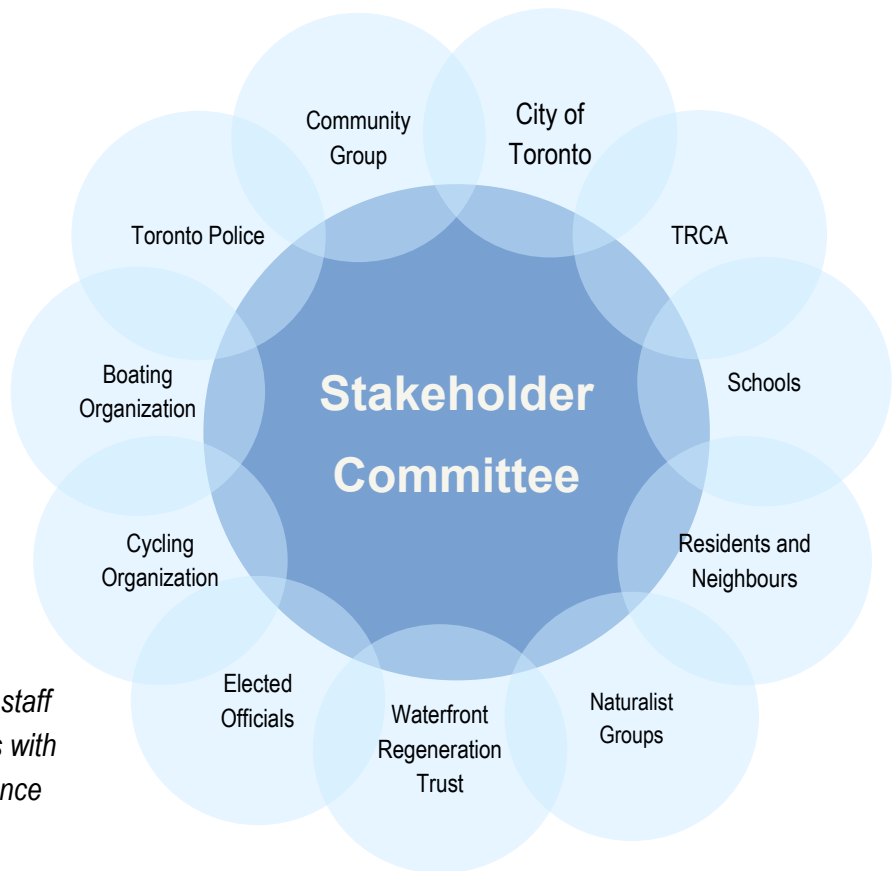 Community
Group
City of
Toronto
Toronto Police
TRCA
Boating
Organization
Schools
Stakeholder
Committee
Cycling
Organization
Residents and
Neighbours
Elected
Officials
Waterfront
Regeneration
Trust
Naturalist
Groups
staff
s with
nce